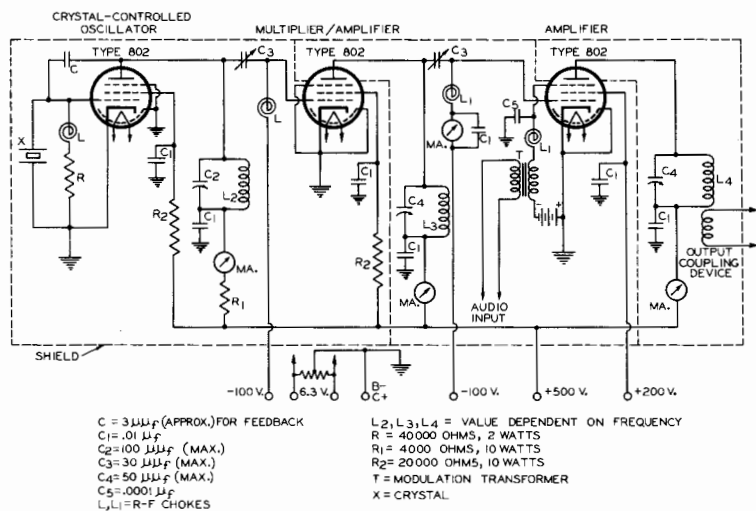 CRYSTAL-CONTROLLED
OSCILLATOR
TYPE 802
MULTIPLIER/AMPLIFIER
TYPE 802
AMPLIFIER
TYPE 802
C
C3
C3
X
L
R
C1
R2
C2
L2
C1
MA.
R1
L
C1
R2
C4
L3
C1
MA.
L1
MA.
C1
C5
L1
T
- +
AUDIO
INPUT
C1
C4
L4
C1
OUTPUT
COUPLING
DEVICE
MA.
SHIELD
-100 V.
6.3 V.
B-
C+
-100 V.
+500 V.
+200 V.
C = 3 µµf (APPROX.) FOR FEEDBACK
C1 = .01 µf
C2 = 100 µµf (MAX.)
C3 = 30 µµf (MAX.)
C4 = 50 µµf (MAX.)
C5 = .0001 µf
L, L1 = R-F CHOKES
L2, L3, L4 = VALUE DEPENDENT ON FREQUENCY
R = 40000 OHMS, 2 WATTS
R1 = 4000 OHMS, 10 WATTS
R2 = 20000 OHMS, 10 WATTS
T = MODULATION TRANSFORMER
X = CRYSTAL